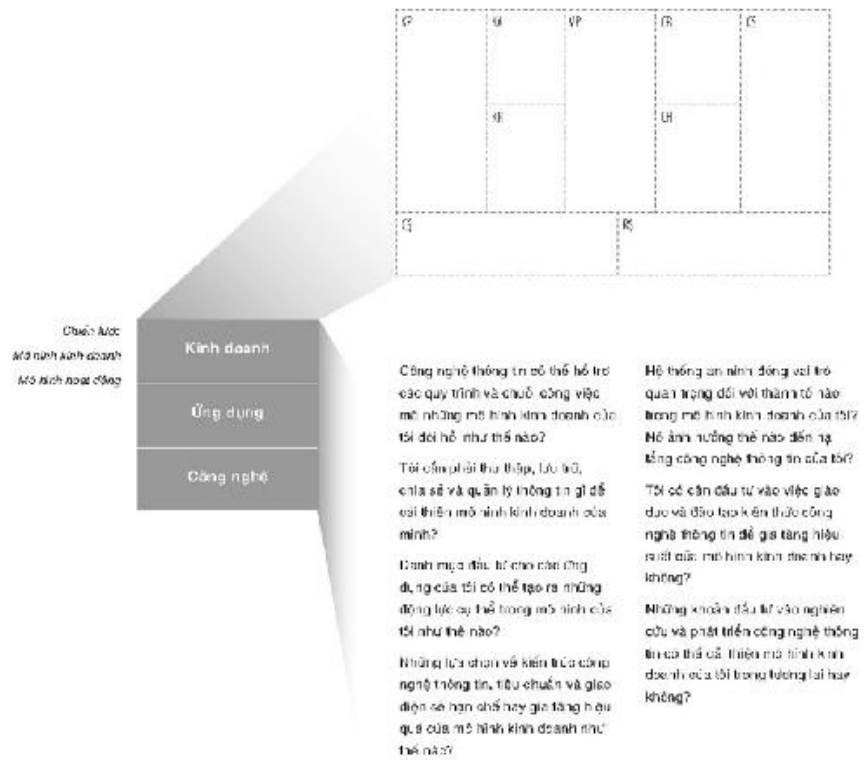 KP
KA
VP
CR
CS
KR
CH
C$
R$
Chiến lược
Mô hình kinh doanh
Mô hình hoạt động
Kinh doanh
Ứng dụng
Công nghệ
Công nghệ thông tin có thể hỗ trợ
các quy trình và chuỗi công việc
mà những mô hình kinh doanh của
tôi đòi hỏi như thế nào?
Tôi cần phải thu thập, lưu trữ,
chia sẻ và quản lý thông tin gì để
cải thiện mô hình kinh doanh của
mình?
Danh mục đầu tư cho các ứng
dụng của tôi có thể tạo ra những
động lực cụ thể trong mô hình của
tôi như thế nào?
Những lựa chọn về kiến trúc công
nghệ thông tin, tiêu chuẩn và giao
diện sẽ hạn chế hay gia tăng hiệu
quả của mô hình kinh doanh như
thế nào?
Hệ thống an ninh đóng vai trò
quan trọng đối với thành tố nào
trong mô hình kinh doanh của tôi?
Nó ảnh hưởng thế nào đến hạ
tầng công nghệ thông tin của tôi?
Tôi có cần đầu tư vào việc giáo
dục và đào tạo kiến thức công
nghệ thông tin để gia tăng hiệu
suất của mô hình kinh doanh hay
không?
Những khoản đầu tư vào nghiên
cứu và phát triển công nghệ thông
tin có thể cải thiện mô hình kinh
doanh của tôi trong tương lai hay
không?